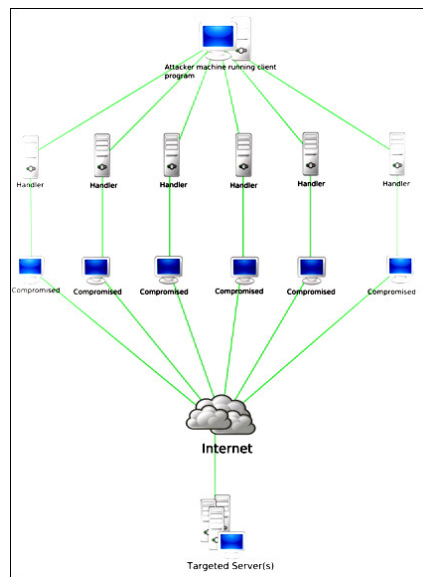 Attacker machine running client
program
Handler
Handler
Handler
Handler
Handler
Handler
Compromised
Compromised
Compromised
Compromised
Compromised
Compromised
Internet
Targeted Server(s)